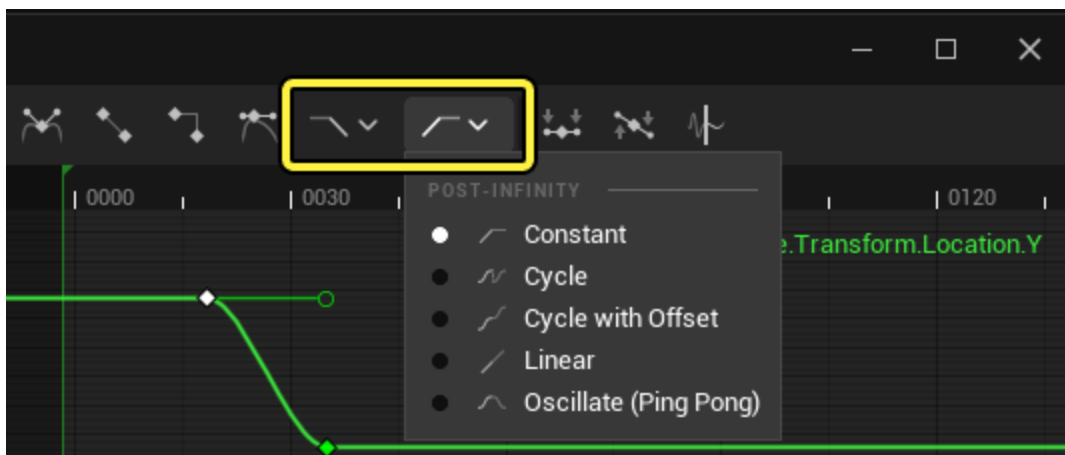 0000
0030
0120
POST-INFINITY
Constant
Cycle
Cycle with Offset
Linear
Oscillate (Ping Pong)
.Transform.Location.Y